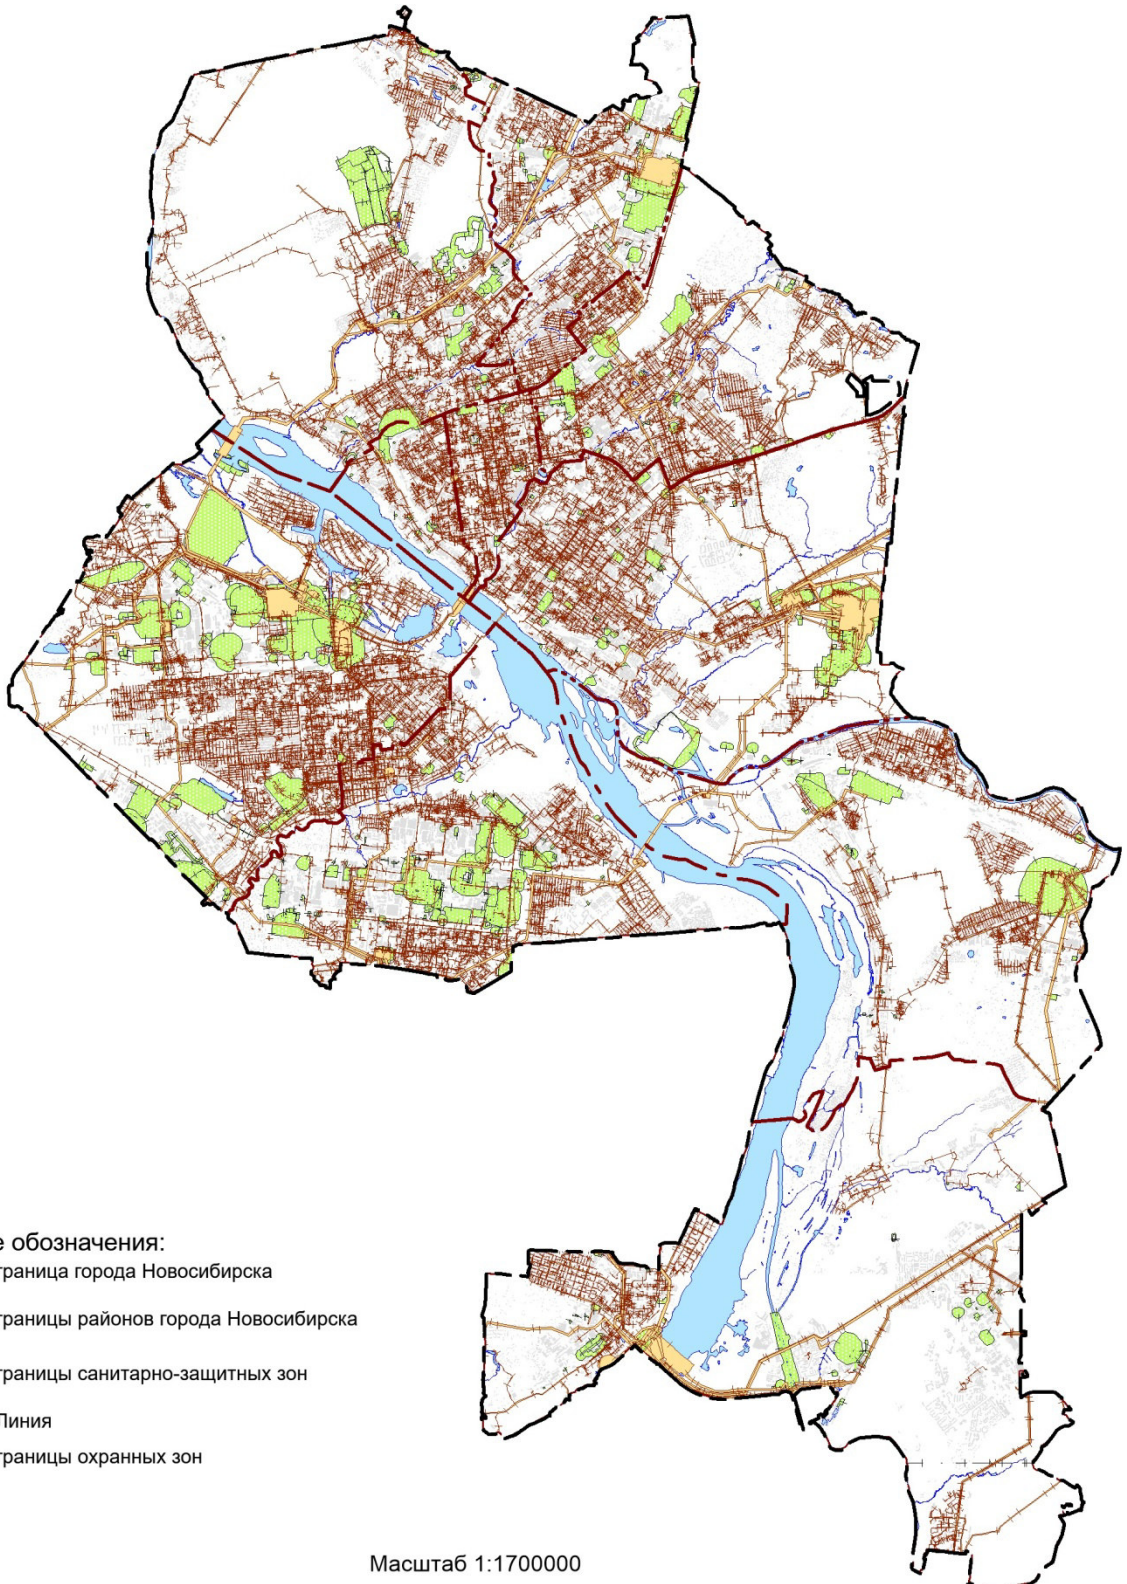 е обозначения:
граница города Новосибирска
границы районов города Новосибирска
границы санитарно-защитных зон
Линия
границы охранных зон
Масштаб 1:1700000